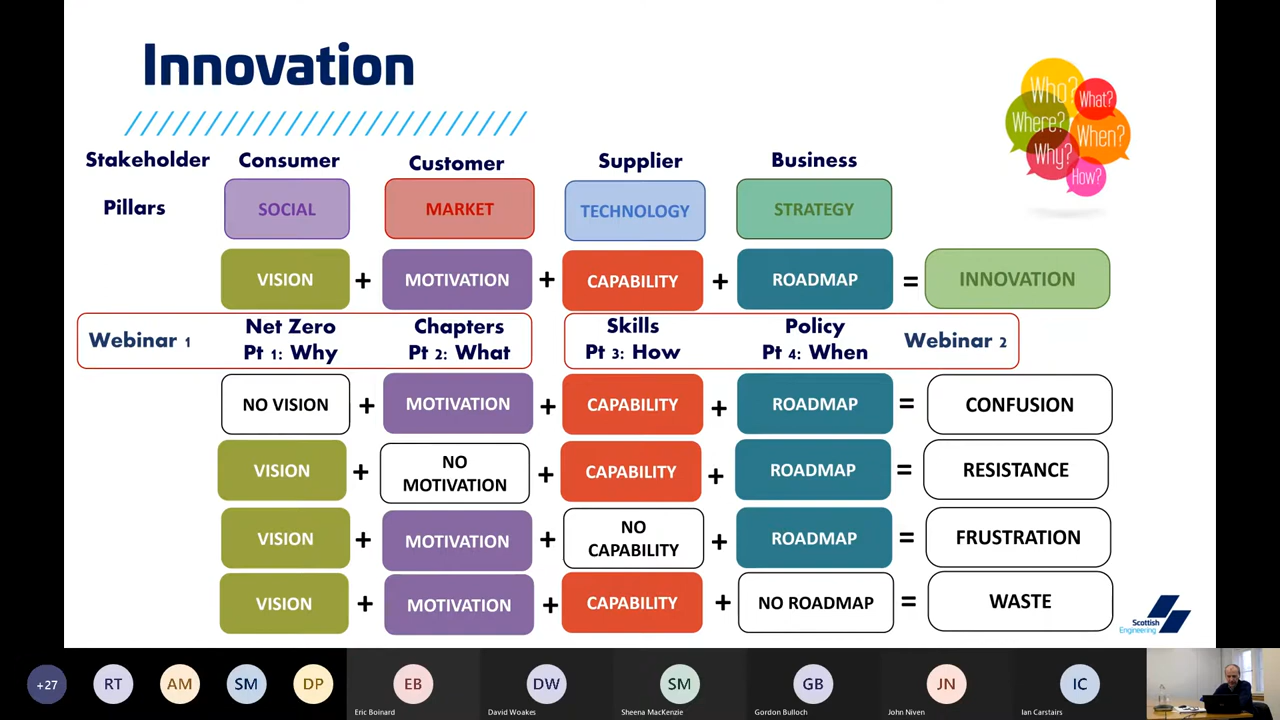 Innovation
Who?
What?
Where?
When?
Why?
How?
Stakeholder Consumer Customer Supplier Business
Pillars SOCIAL MARKET TECHNOLOGY STRATEGY
VISION + MOTIVATION + CAPABILITY + ROADMAP = INNOVATION
Webinar 1
Net Zero
Pt 1: Why
Chapters
Pt 2: What
Skills
Pt 3: How
Policy
Pt 4: When
Webinar 2
NO VISION + MOTIVATION + CAPABILITY + ROADMAP = CONFUSION
VISION + NO
MOTIVATION + CAPABILITY + ROADMAP = RESISTANCE
VISION + MOTIVATION + NO
CAPABILITY + ROADMAP = FRUSTRATION
VISION + MOTIVATION + CAPABILITY + NO ROADMAP = WASTE
Scottish
Engineering
+27 RT AM SM DP EB DW SM GB JN IC
Eric Boinard David Woakes Sheena MacKenzie Gordon Bulloch John Niven Ian Carstairs